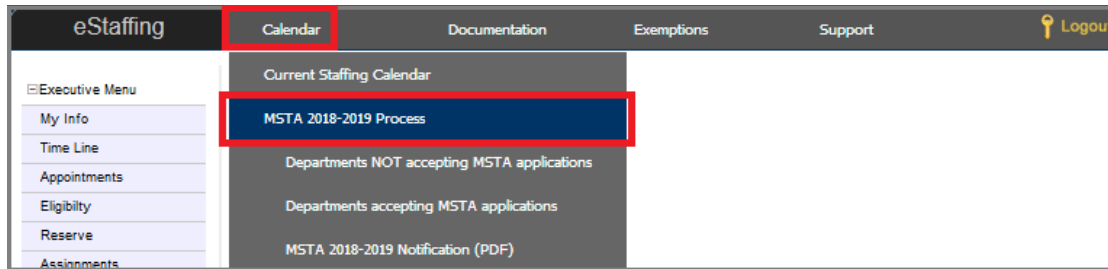 eStaffing Calendar Documentation Exemptions Support Logout
Executive Menu
My Info
Time Line
Appointments
Eligibilty
Reserve
Assignments
Current Staffing Calendar
MSTA 2018-2019 Process
Departments NOT accepting MSTA applications
Departments accepting MSTA applications
MSTA 2018-2019 Notification (PDF)